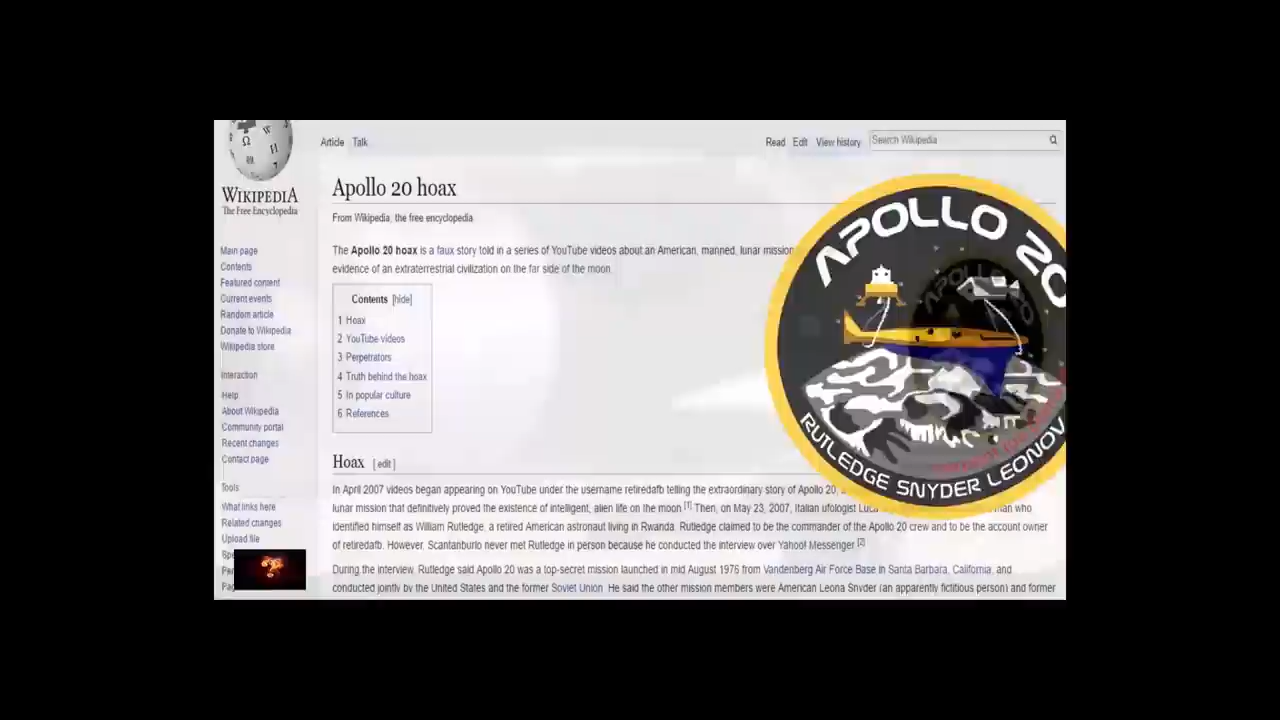 Article Talk
Read Edit View history Search Wikipedia
WIKIPEDIA
The Free Encyclopedia
Main page
Contents
Featured content
Current events
Random article
Donate to Wikipedia
Wikipedia store
Interaction
Help
About Wikipedia
Community portal
Recent changes
Contact page
Tools
What links here
Related changes
Upload file
Apollo 20 hoax
From Wikipedia, the free encyclopedia
The Apollo 20 hoax is a faux story told in a series of YouTube videos about an American, manned, lunar mission
evidence of an extraterrestrial civilization on the far side of the moon.
Contents [hide]
1 Hoax
2 YouTube videos
3 Perpetrators
4 Truth behind the hoax
5 In popular culture
6 References
Hoax [ edit ]
In April 2007 videos began appearing on YouTube under the username retiredafb telling the extraordinary story of Apollo 20,
lunar mission that definitively proved the existence of intelligent, alien life on the moon.[1] Then, on May 23, 2007, Italian ufologist Luca who
identified himself as William Rutledge, a retired American astronaut living in Rwanda. Rutledge claimed to be the commander of the Apollo 20 crew and to be the account owner
of retiredafb. However, Scantanburlo never met Rutledge in person because he conducted the interview over Yahoo! Messenger.[2]
During the interview, Rutledge said Apollo 20 was a top-secret mission launched in mid August 1976 from Vandenberg Air Force Base in Santa Barbara, California, and
conducted jointly by the United States and the former Soviet Union. He said the other mission members were American Leona Snyder (an apparently fictitious person) and former
APOLLO 20
APOLLO 20
RUTLEDGE SNYDER LEONOV